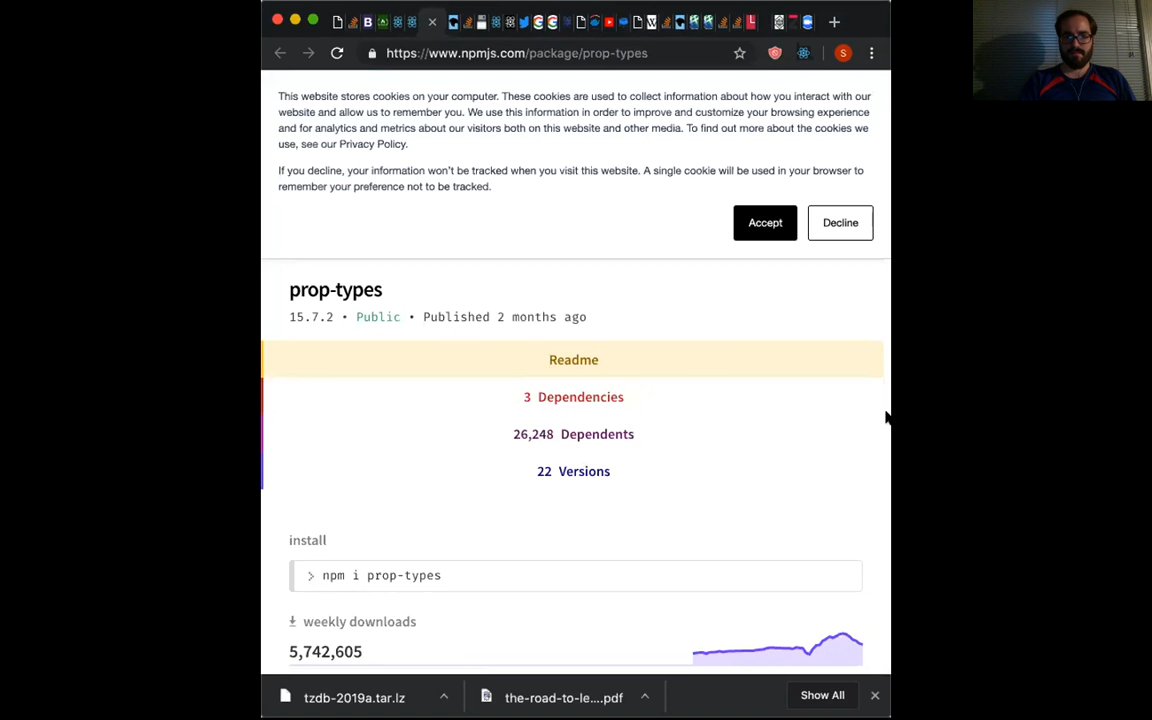 https://www.npmjs.com/package/prop-types
S
This website stores cookies on your computer. These cookies are used to collect information about how you interact with our
website and allow us to remember you. We use this information in order to improve and customize your browsing experience
and for analytics and metrics about our visitors both on this website and other media. To find out more about the cookies we
use, see our Privacy Policy.
If you decline, your information won't be tracked when you visit this website. A single cookie will be used in your browser to
remember your preference not to be tracked.
Accept Decline
prop-types
15.7.2 • Public • Published 2 months ago
Readme
3 Dependencies
26,248 Dependents
22 Versions
install
> npm i prop-types
weekly downloads
5,742,605
tzdb-2019a.tar.lz the-road-to-le....pdf Show All